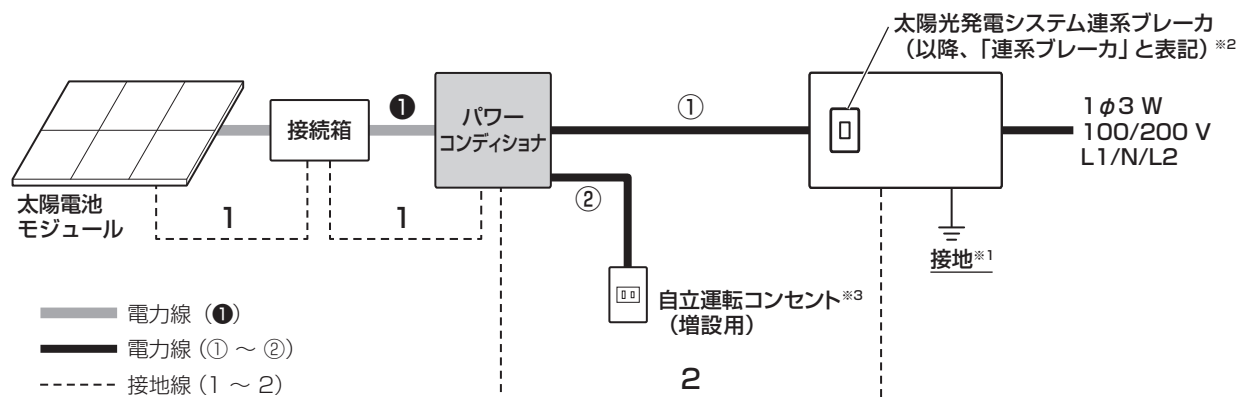 太陽光発電システム連系ブレーカ
（以降、「連系ブレーカ」と表記）※2
❶
①
パワー
コンディショナ
接続箱
1φ3 W
100/200 V
L1/N/L2
②
太陽電池
モジュール
1
1
接地※1
自立運転コンセント※3
（増設用）
電力線（❶）
電力線（① ～ ②）
接地線（1 ～ 2）
2